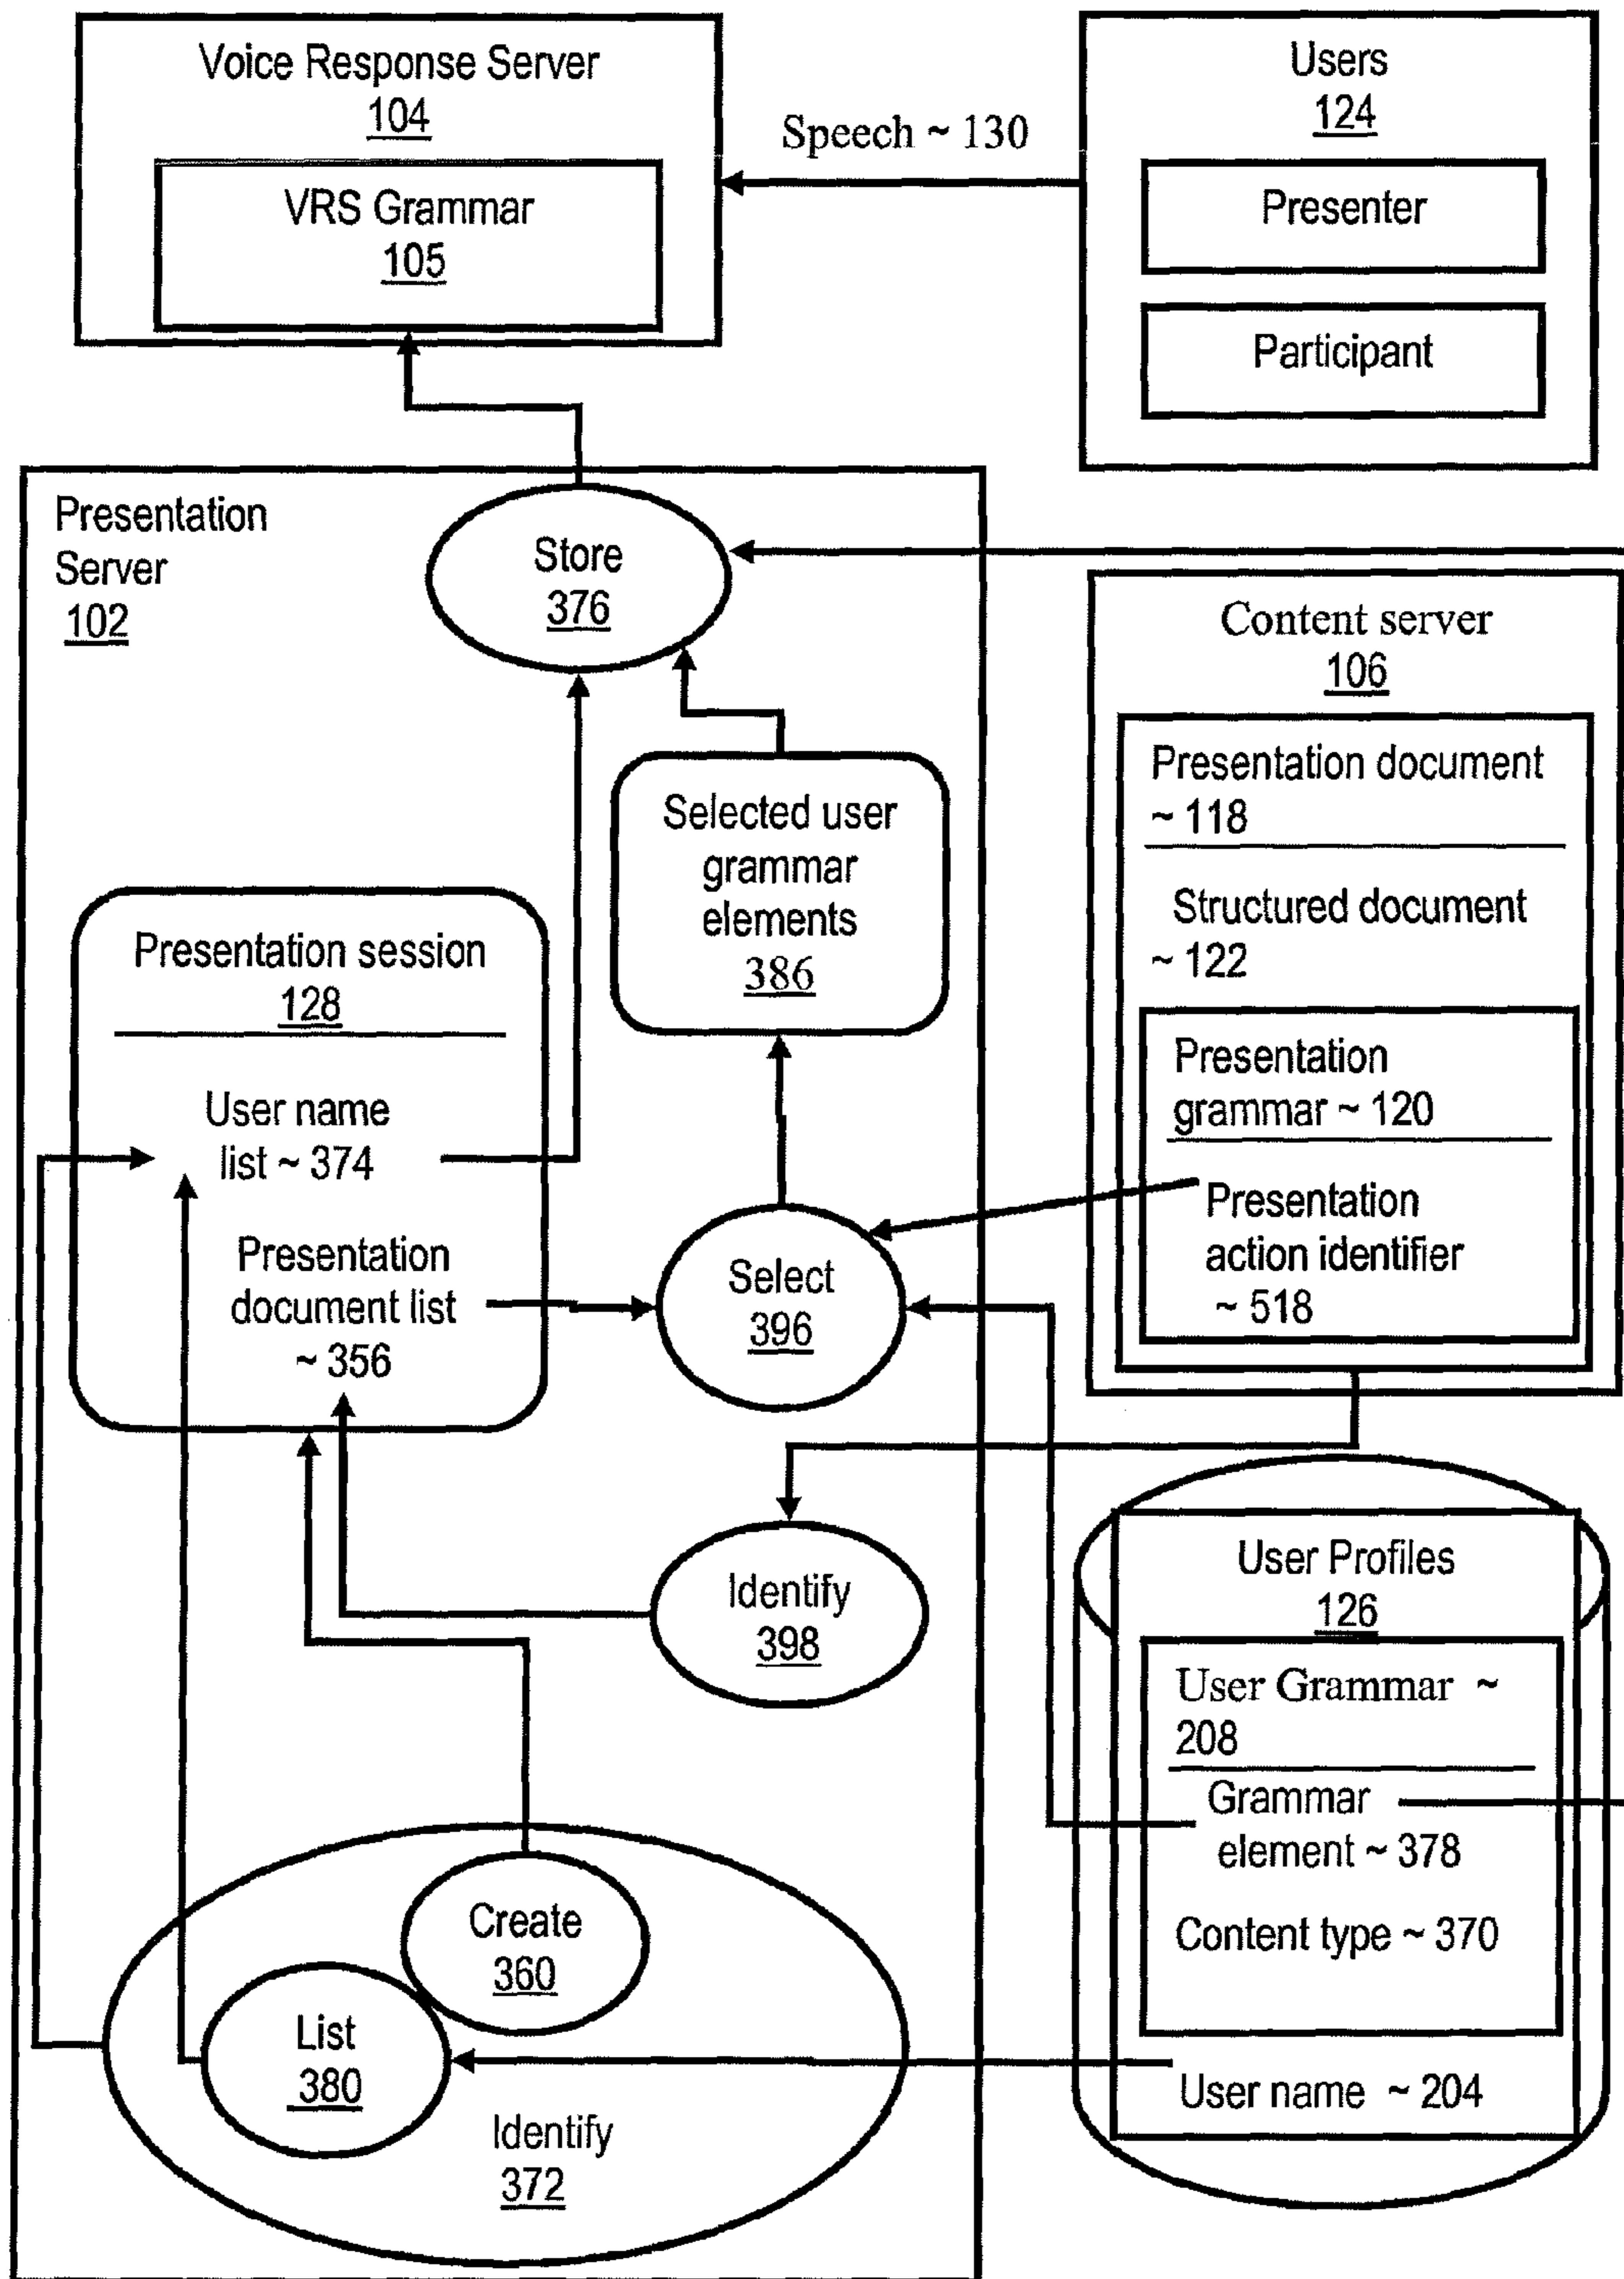 Voice Response Server
104
VRS Grammar
105
Speech ~ 130
Users
124
Presenter
Participant
Presentation
Server
102
Store
376
Selected user
grammar
elements
386
Presentation session
128
User name
list ~ 374
Presentation
document list
~ 356
Select
396
Identify
398
Create
360
List
380
Identify
372
Content server
106
Presentation document
~ 118
Structured document
~ 122
Presentation
grammar ~ 120
Presentation
action identifier
~ 518
User Profiles
126
User Grammar ~
208
Grammar
element ~ 378
Content type ~ 370
User name ~ 204